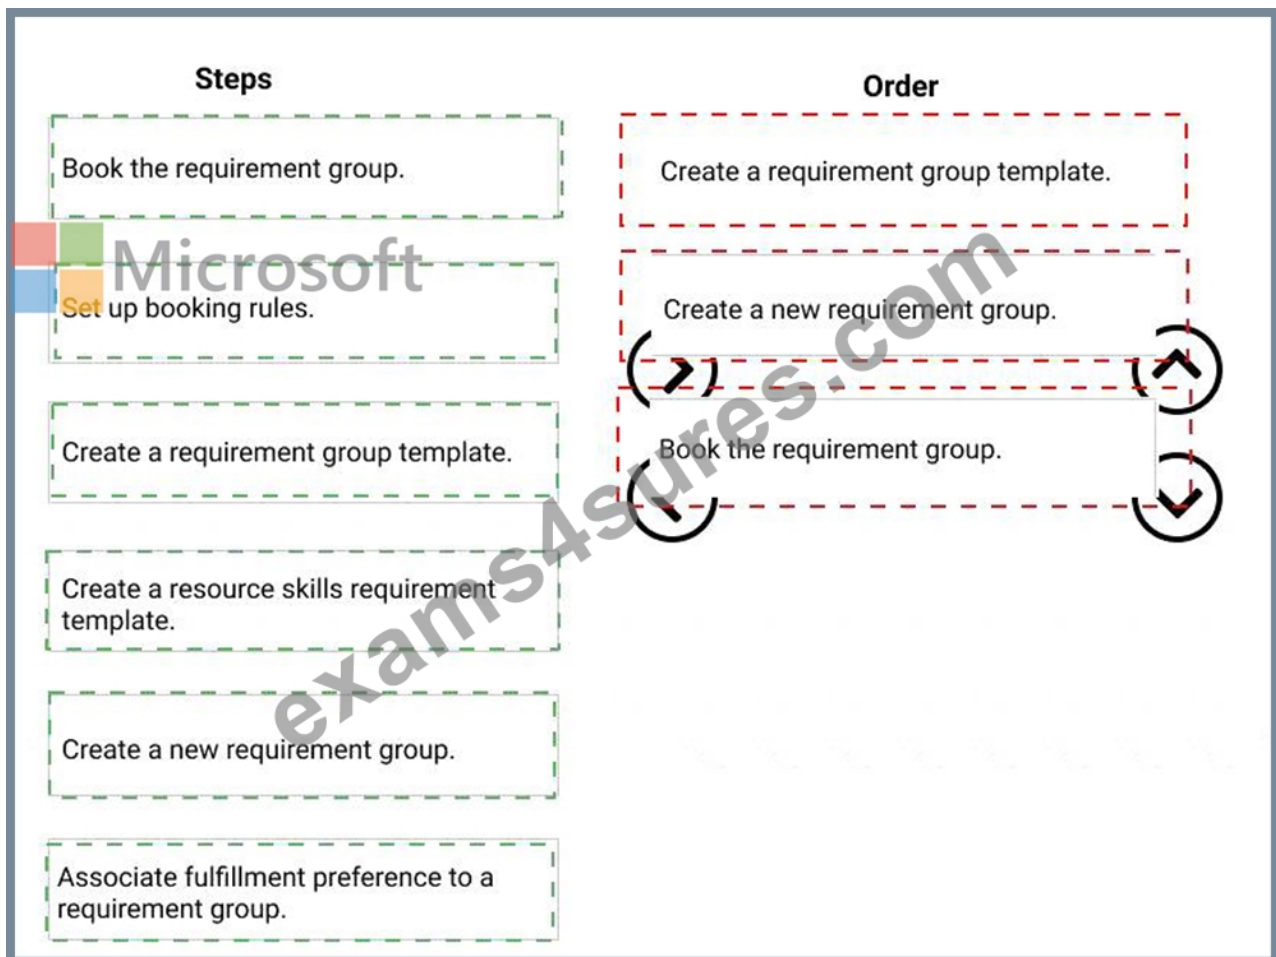 Steps
Book the requirement group.
Microsoft
Set up booking rules.
Create a requirement group template.
Create a resource skills requirement
template.
Create a new requirement group.
Associate fulfillment preference to a
requirement group.
Order
Create a requirement group template.
Create a new requirement group.
Book the requirement group.
exams4sures.com